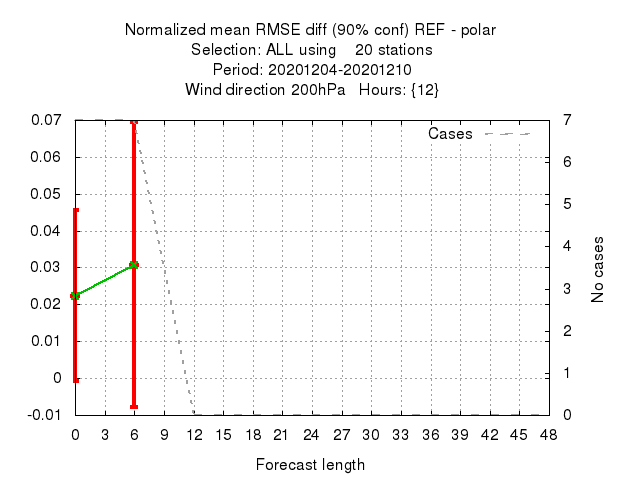 Normalized mean RMSE diff (90% conf) REF - polar
Selection: ALL using    20 stations
Period: 20201204-20201210
Wind direction 200hPa   Hours: {12}
0.07
0.06
0.05
0.04
0.03
0.02
0.01
0
-0.01
Cases
7
6
5
4
3
2
1
0
No cases
0 3 6 9 12 15 18 21 24 27 30 33 36 39 42 45 48
Forecast length